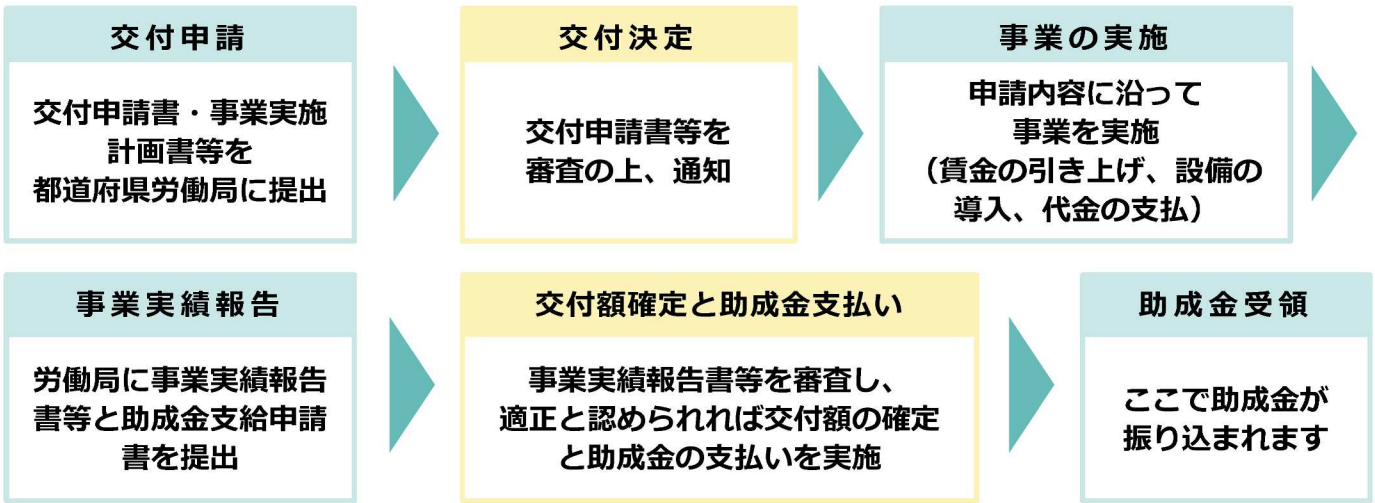 交付申請
交付申請書・事業実施
計画書等を
都道府県労働局に提出
交付決定
交付申請書等を
審査の上、通知
事業の実施
申請内容に沿って
事業を実施
（賃金の引き上げ、設備の
導入、代金の支払）
事業実績報告
労働局に事業実績報告
書等と助成金支給申請
書を提出
交付額確定と助成金支払い
事業実績報告書等を審査し、
適正と認められれば交付額の確定
と助成金の支払いを実施
助成金受領
ここで助成金が
振り込まれます